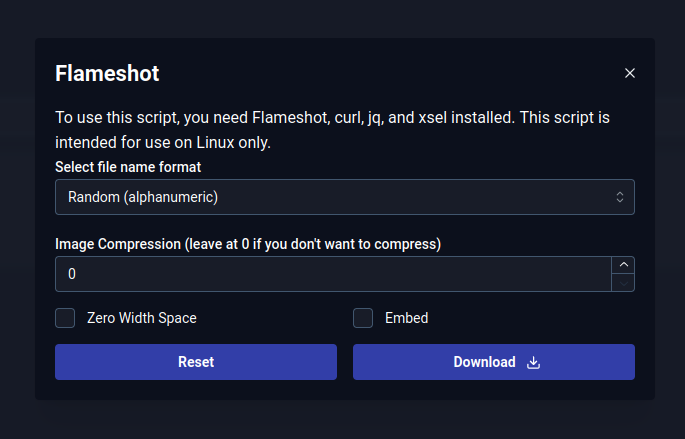 Flameshot
To use this script, you need Flameshot, curl, jq, and xsel installed. This script is
intended for use on Linux only.
Select file name format
Random (alphanumeric)
Image Compression (leave at 0 if you don't want to compress)
0
Zero Width Space
Embed
Reset
Download